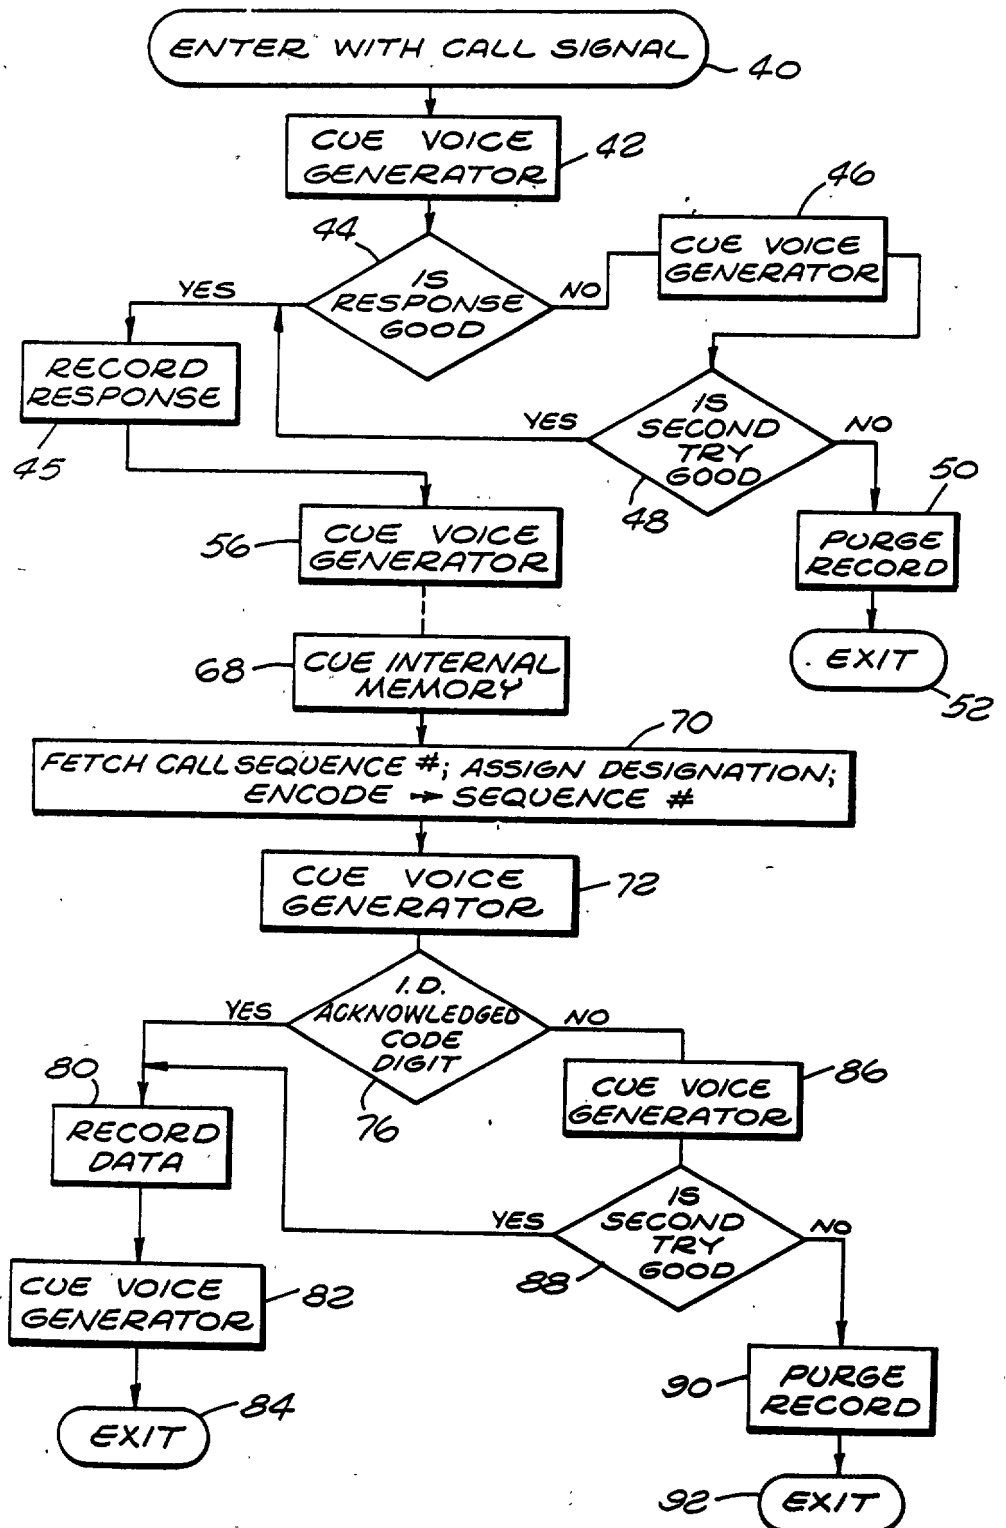 ENTER WITH CALL SIGNAL
40
CUE VOICE
GENERATOR
42
46
44
IS
RESPONSE
GOOD
YES
NO
CUE VOICE
GENERATOR
RECORD
RESPONSE
45
IS
SECOND
TRY
GOOD
YES
NO
48
50
PURGE
RECORD
EXIT
52
56
CUE VOICE
GENERATOR
68
CUE INTERNAL
MEMORY
70
FETCH CALL SEQUENCE #; ASSIGN DESIGNATION;
ENCODE → SEQUENCE #
CUE VOICE
GENERATOR
72
I.D.
ACKNOWLEDGED
CODE
DIGIT
YES
NO
76
80
RECORD
DATA
CUE VOICE
GENERATOR
86
IS
SECOND
TRY
GOOD
YES
NO
88
CUE VOICE
GENERATOR
82
EXIT
84
90
PURGE
RECORD
92
EXIT